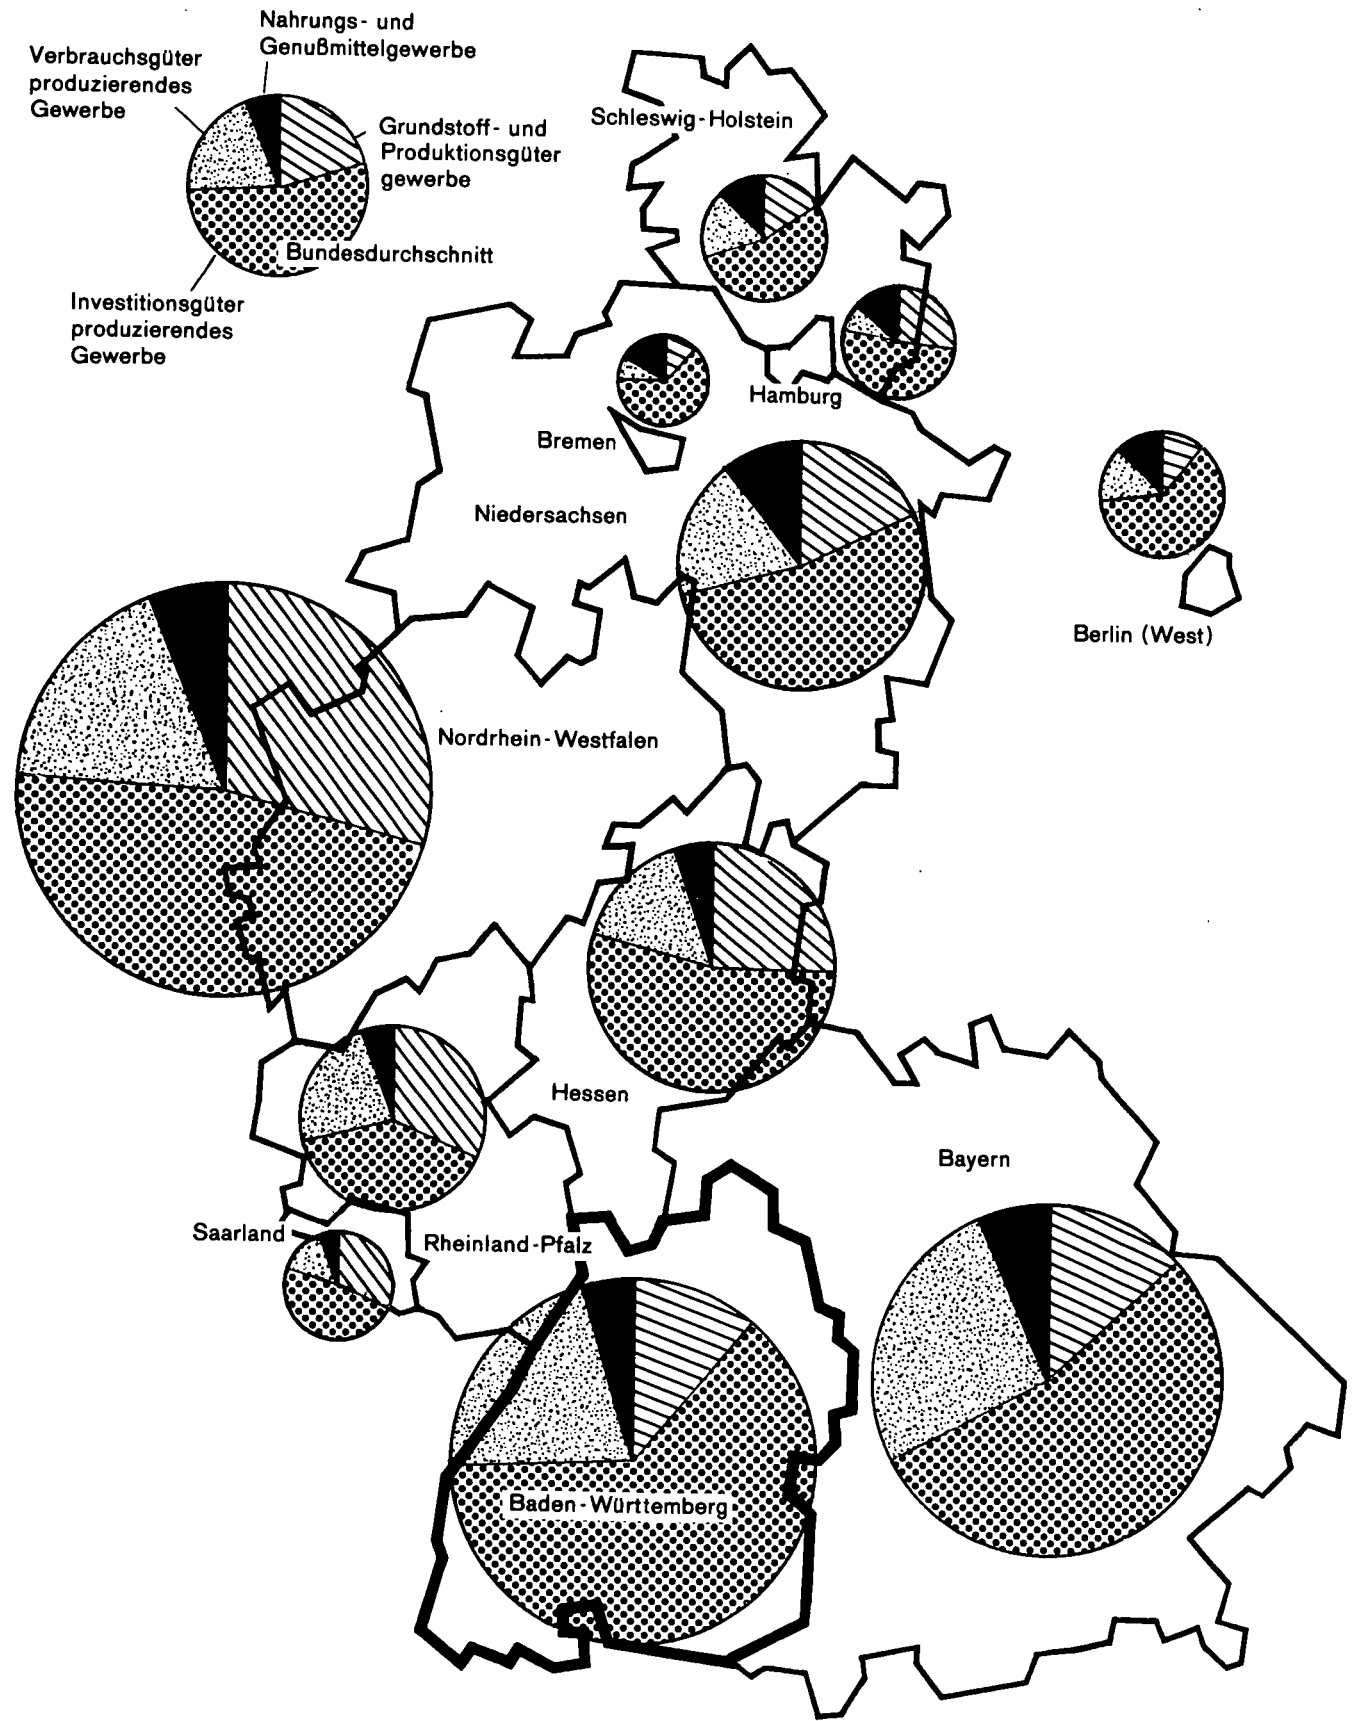 Nahrungs- und
Genußmittelgewerbe
Verbrauchsgüter
produzierendes
Gewerbe
Grundstoff- und
Produktionsgüter
gewerbe
Bundesdurchschnitt
Investitionsgüter
produzierendes
Gewerbe
Schleswig-Holstein
Hamburg
Bremen
Niedersachsen
Berlin (West)
Nordrhein-Westfalen
Hessen
Bayern
Saarland
Rheinland-Pfalz
Baden-Württemberg